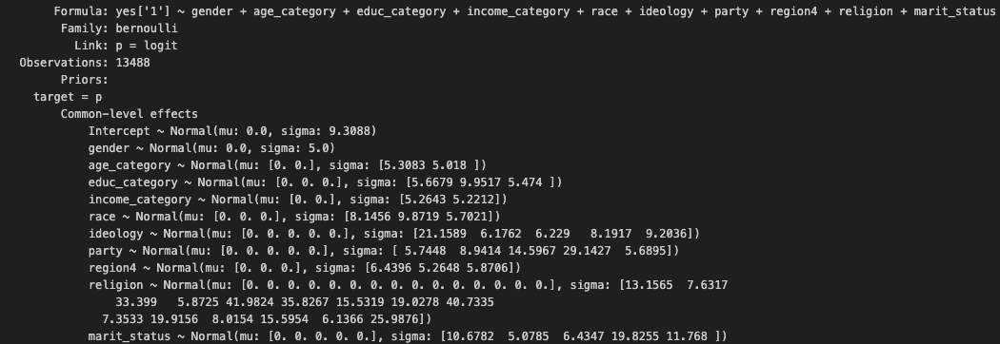 Formula: yes['1'] ~ gender + age_category + educ_category + income_category + race + ideology + party + region4 + religion + marit_status
Family: bernoulli
Link: p = logit
Observations: 13488
Priors:
target = p
Common-level effects
Intercept ~ Normal(mu: 0.0, sigma: 9.3088)
gender ~ Normal(mu: 0.0, sigma: 5.0)
age_category ~ Normal(mu: [0. 0.], sigma: [5.3083 5.018 ])
educ_category ~ Normal(mu: [0. 0. 0.], sigma: [5.6679 9.9517 5.474 ])
income_category ~ Normal(mu: [0. 0.], sigma: [5.2643 5.2212])
race ~ Normal(mu: [0. 0. 0.], sigma: [8.1456 9.8719 5.7021])
ideology ~ Normal(mu: [0. 0. 0. 0. 0.], sigma: [21.1589  6.1762  6.229   8.1917  9.2036])
party ~ Normal(mu: [0. 0. 0. 0. 0.], sigma: [ 5.7448  8.9414 14.5967 29.1427  5.6895])
region4 ~ Normal(mu: [0. 0. 0.], sigma: [6.4396 5.2648 5.8706])
religion ~ Normal(mu: [0. 0. 0. 0. 0. 0. 0. 0. 0. 0. 0. 0. 0. 0. 0. 0.], sigma: [13.1565  7.6317
33.399   5.8725 41.9824 35.8267 15.5319 19.0278 40.7335
7.3533 19.9156  8.0154 15.5954  6.1366 25.9876])
marit_status ~ Normal(mu: [0. 0. 0. 0. 0.], sigma: [10.6782  5.0785  6.4347 19.8255 11.768 ])